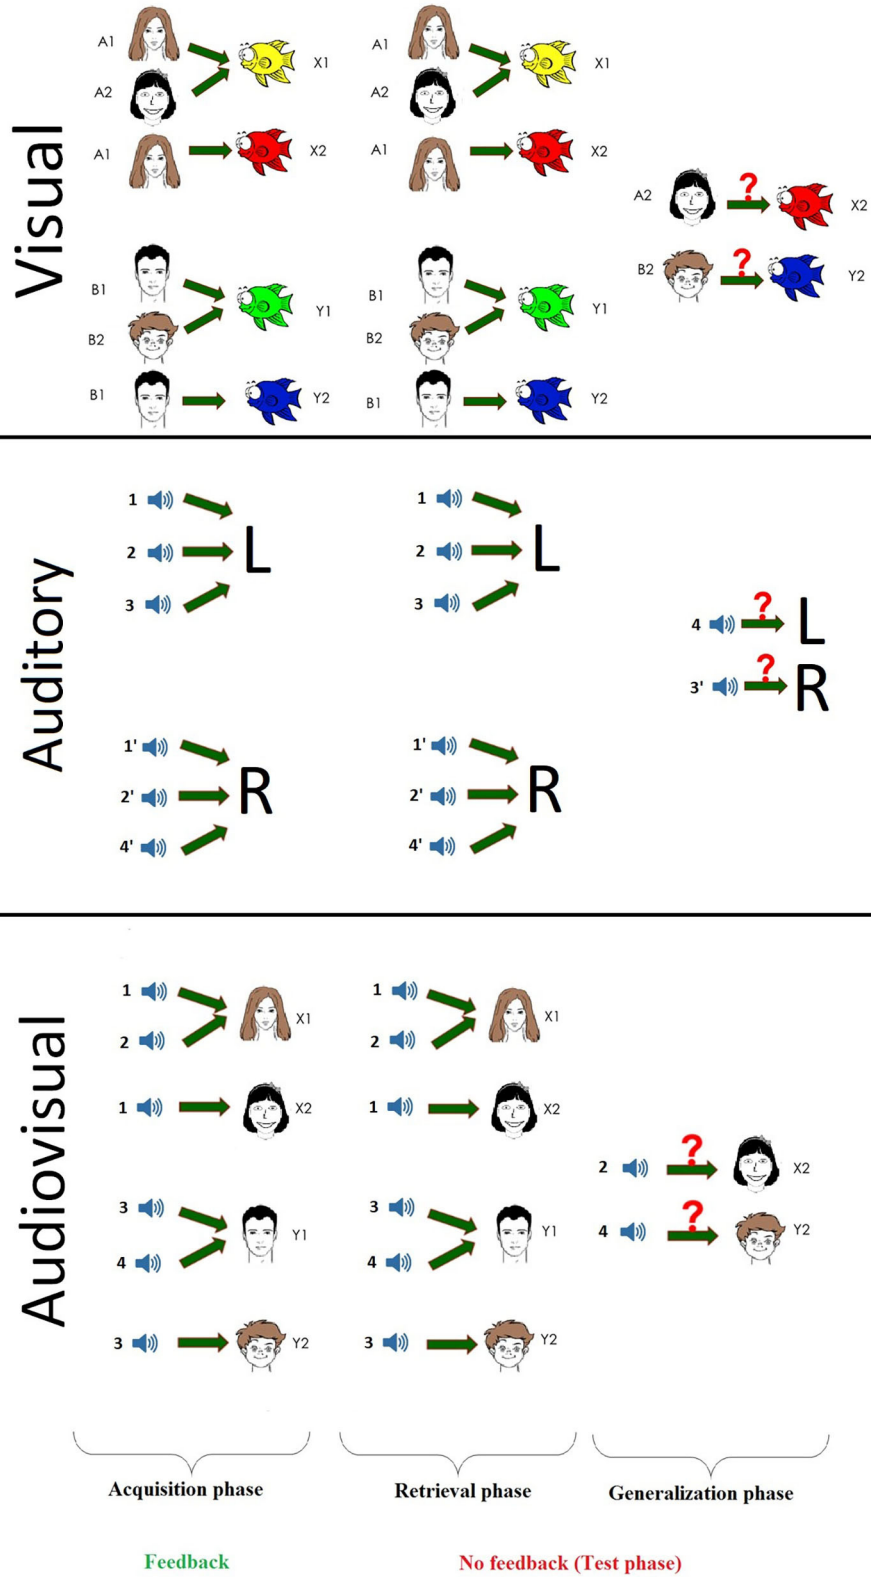 Visual
A1
A2
X1
A1
X2
B1
B2
Y1
B1
Y2
A1
A2
X1
A1
X2
B1
B2
Y1
B1
Y2
A2
?
X2
B2
?
Y2
Auditory
1
2
3
L
1'
2'
4'
R
1
2
3
L
1'
2'
4'
R
4
?
L
3'
?
R
Audiovisual
1
2
X1
1
X2
3
4
Y1
3
Y2
1
2
X1
1
X2
3
4
Y1
3
Y2
2
?
X2
4
?
Y2
Acquisition phase
Retrieval phase
Generalization phase
Feedback
No feedback (Test phase)